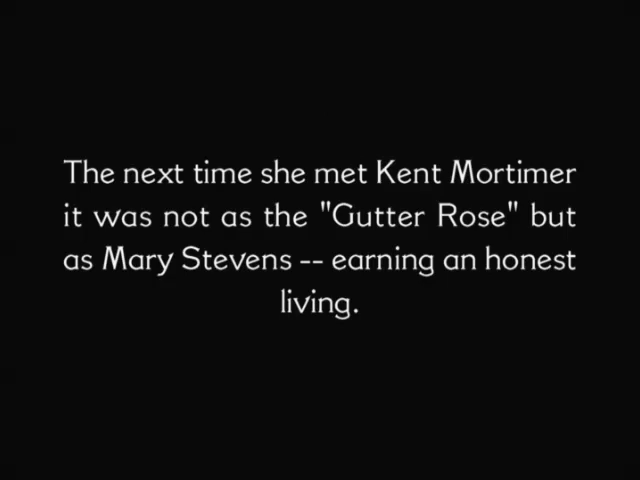 The next time she met Kent Mortimer
it was not as the "Gutter Rose" but
as Mary Stevens -- earning an honest
living.